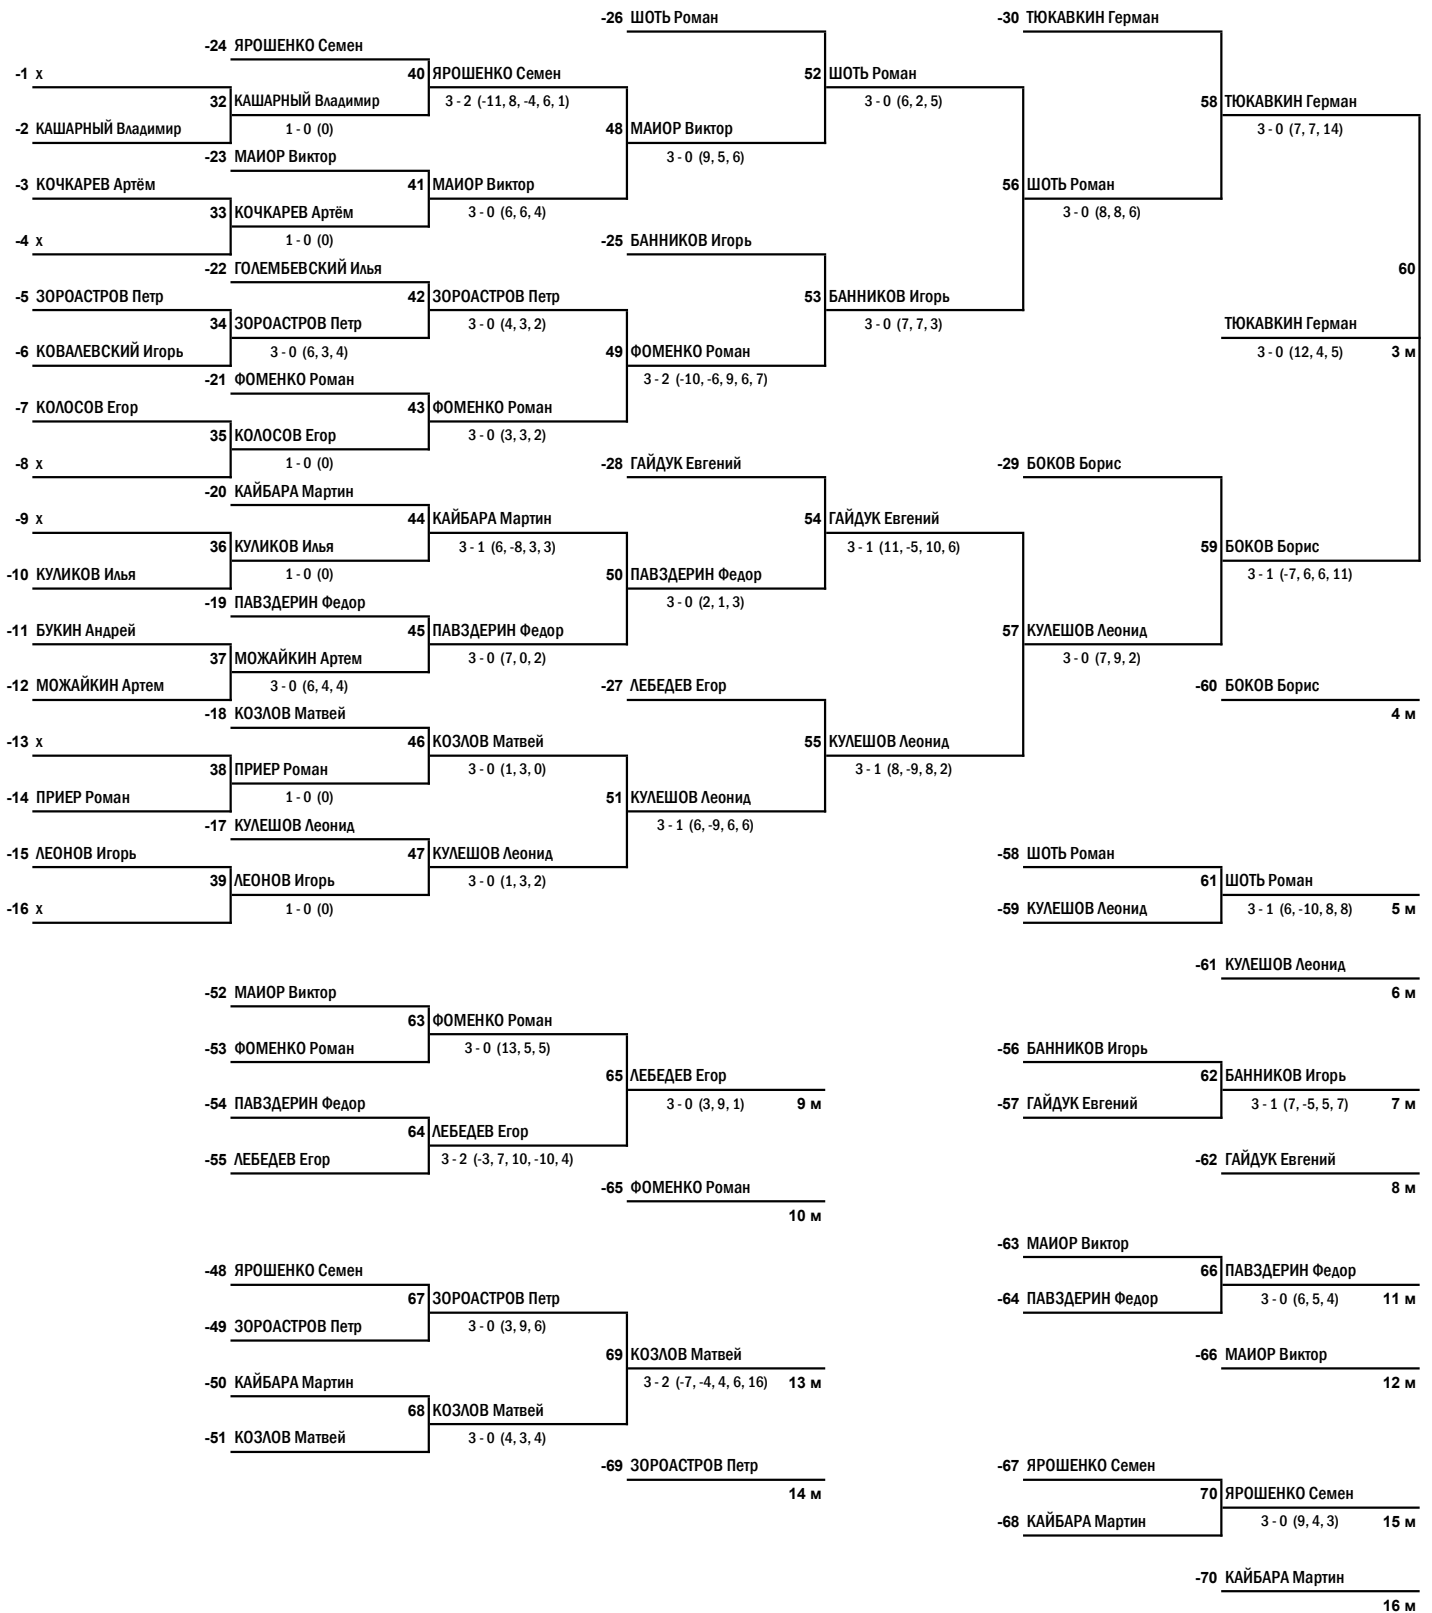 -26 ШОТЬ Роман
-30 ТЮКАВКИН Герман
-24 ЯРОШЕНКО Семен
-1 х
40 ЯРОШЕНКО Семен
52 ШОТЬ Роман
32 КАШАРНЫЙ Владимир
3 - 2 (-11, 8, -4, 6, 1)
3 - 0 (6, 2, 5)
58 ТЮКАВКИН Герман
-2 КАШАРНЫЙ Владимир
1 - 0 (0)
48 МАИОР Виктор
3 - 0 (7, 7, 14)
-23 МАИОР Виктор
3 - 0 (9, 5, 6)
-3 КОЧКАРЕВ Артём
41 МАИОР Виктор
56 ШОТЬ Роман
33 КОЧКАРЕВ Артём
3 - 0 (6, 6, 4)
3 - 0 (8, 8, 6)
-4 х
1 - 0 (0)
-25 БАННИКОВ Игорь
-22 ГОЛЕМБЕВСКИЙ Илья
60
-5 ЗОРОАСТРОВ Петр
42 ЗОРОАСТРОВ Петр
53 БАННИКОВ Игорь
34 ЗОРОАСТРОВ Петр
3 - 0 (4, 3, 2)
3 - 0 (7, 7, 3)
ТЮКАВКИН Герман
-6 КОВАЛЕВСКИЙ Игорь
3 - 0 (6, 3, 4)
49 ФОМЕНКО Роман
3 - 0 (12, 4, 5) 3 м
-21 ФОМЕНКО Роман
3 - 2 (-10, -6, 9, 6, 7)
-7 КОЛОСОВ Егор
43 ФОМЕНКО Роман
35 КОЛОСОВ Егор
3 - 0 (3, 3, 2)
-8 х
1 - 0 (0)
-28 ГАЙДУК Евгений
-29 БОКОВ Борис
-20 КАЙБАРА Мартин
-9 х
44 КАЙБАРА Мартин
54 ГАЙДУК Евгений
36 КУЛИКОВ Илья
3 - 1 (6, -8, 3, 3)
3 - 1 (11, -5, 10, 6)
59 БОКОВ Борис
-10 КУЛИКОВ Илья
1 - 0 (0)
50 ПАВЗДЕРИН Федор
3 - 1 (-7, 6, 6, 11)
-19 ПАВЗДЕРИН Федор
3 - 0 (2, 1, 3)
-11 БУКИН Андрей
45 ПАВЗДЕРИН Федор
57 КУЛЕШОВ Леонид
37 МОЖАЙКИН Артем
3 - 0 (7, 0, 2)
3 - 0 (7, 9, 2)
-12 МОЖАЙКИН Артем
3 - 0 (6, 4, 4)
-27 ЛЕБЕДЕВ Егор
-60 БОКОВ Борис
-18 КОЗЛОВ Матвей
4 м
-13 х
46 КОЗЛОВ Матвей
55 КУЛЕШОВ Леонид
38 ПРИЕР Роман
3 - 0 (1, 3, 0)
3 - 1 (8, -9, 8, 2)
-14 ПРИЕР Роман
1 - 0 (0)
51 КУЛЕШОВ Леонид
-17 КУЛЕШОВ Леонид
3 - 1 (6, -9, 6, 6)
-15 ЛЕОНОВ Игорь
47 КУЛЕШОВ Леонид
-58 ШОТЬ Роман
39 ЛЕОНОВ Игорь
3 - 0 (1, 3, 2)
61 ШОТЬ Роман
-16 х
1 - 0 (0)
-59 КУЛЕШОВ Леонид
3 - 1 (6, -10, 8, 8) 5 м
-61 КУЛЕШОВ Леонид
-52 МАИОР Виктор
6 м
63 ФОМЕНКО Роман
-53 ФОМЕНКО Роман
3 - 0 (13, 5, 5)
-56 БАННИКОВ Игорь
65 ЛЕБЕДЕВ Егор
62 БАННИКОВ Игорь
-54 ПАВЗДЕРИН Федор
3 - 0 (3, 9, 1) 9 м
-57 ГАЙДУК Евгений
3 - 1 (7, -5, 5, 7) 7 м
64 ЛЕБЕДЕВ Егор
-55 ЛЕБЕДЕВ Егор
3 - 2 (-3, 7, 10, -10, 4)
-62 ГАЙДУК Евгений
-65 ФОМЕНКО Роман
8 м
10 м
-63 МАИОР Виктор
-48 ЯРОШЕНКО Семен
66 ПАВЗДЕРИН Федор
67 ЗОРОАСТРОВ Петр
-64 ПАВЗДЕРИН Федор
3 - 0 (6, 5, 4) 11 м
-49 ЗОРОАСТРОВ Петр
3 - 0 (3, 9, 6)
69 КОЗЛОВ Матвей
-66 МАИОР Виктор
-50 КАЙБАРА Мартин
3 - 2 (-7, -4, 4, 6, 16) 13 м
12 м
68 КОЗЛОВ Матвей
-51 КОЗЛОВ Матвей
3 - 0 (4, 3, 4)
-69 ЗОРОАСТРОВ Петр
-67 ЯРОШЕНКО Семен
14 м
70 ЯРОШЕНКО Семен
-68 КАЙБАРА Мартин
3 - 0 (9, 4, 3) 15 м
-70 КАЙБАРА Мартин
16 м